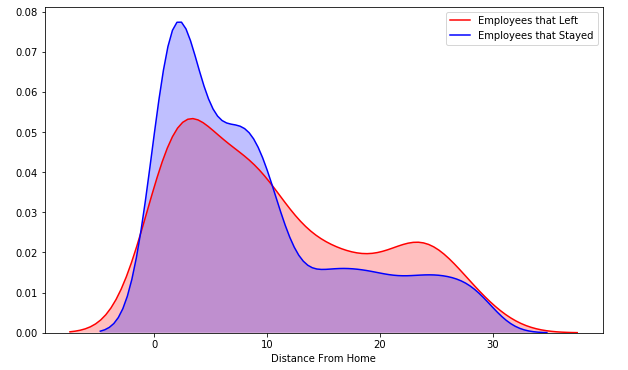 0.08
0.07
0.06
0.05
0.04
0.03
0.02
0.01
0.00
0 10 20 30
Distance From Home
Employees that Left
Employees that Stayed